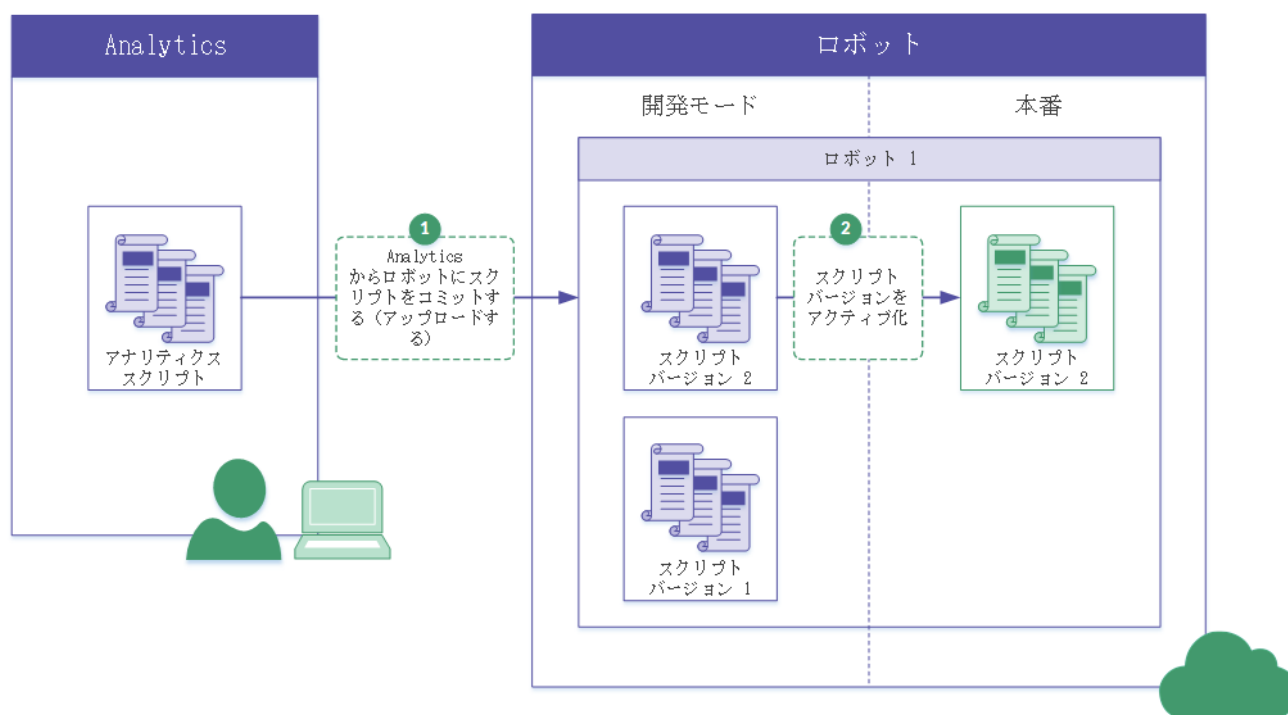 Analytics
ロボット
開発モード
本番
ロボット 1
アナリティクス
スクリプト
1
Analytics
からロボットにスク
リプトをコミットす
る（アップロードす
る）
スクリプト
バージョン 2
2
スクリプト
バージョンを
アクティブ化
スクリプト
バージョン 2
スクリプト
バージョン 1